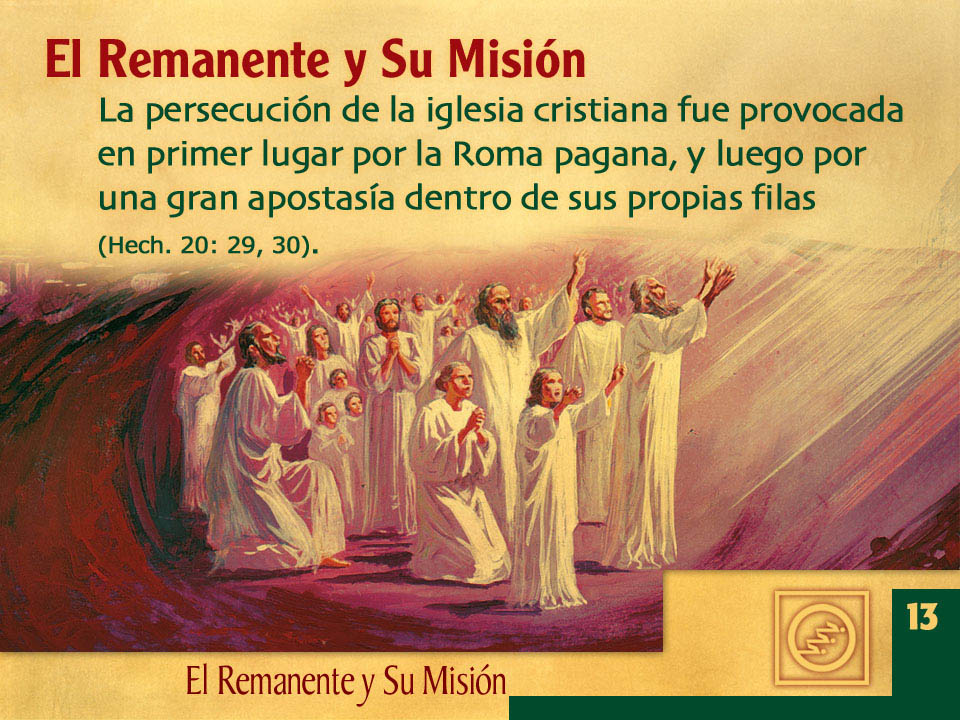 El Remanente y Su Misión
La persecución de la iglesia cristiana fue provocada
en primer lugar por la Roma pagana, y luego por
una gran apostasía dentro de sus propias filas
(Hech. 20: 29, 30).
13
El Remanente y Su Misión